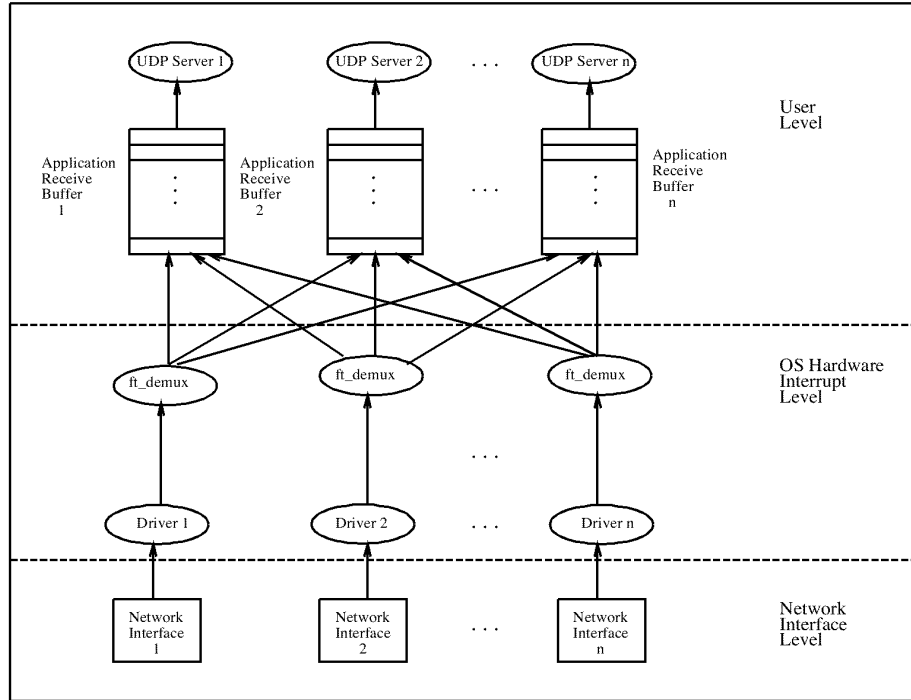 UDP Server 1
UDP Server 2
. . .
UDP Server n
User
Level
Application
Receive
Buffer
1
Application
Receive
Buffer
2
. . .
Application
Receive
Buffer
n
ft_demux
ft_demux
ft_demux
OS Hardware
Interrupt
Level
. . .
Driver 1
Driver 2
. . .
Driver n
Network
Interface
1
Network
Interface
2
. . .
Network
Interface
n
Network
Interface
Level